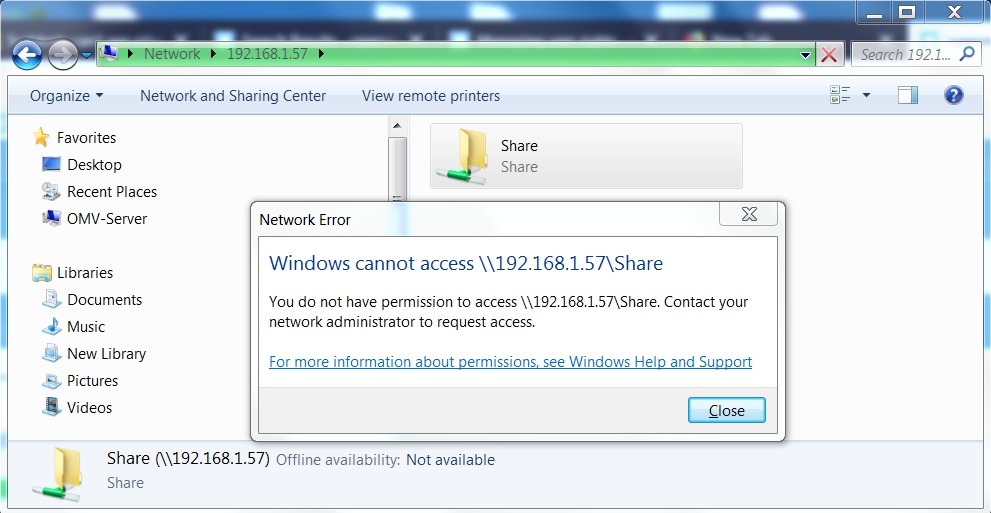 Network 192.168.1.57
Search 192.1...
Organize Network and Sharing Center View remote printers
Favorites
Desktop
Recent Places
OMV-Server
Libraries
Documents
Music
New Library
Pictures
Videos
Share
Share
Network Error
Windows cannot access \\192.168.1.57\Share
You do not have permission to access \\192.168.1.57\Share. Contact your
network administrator to request access.
For more information about permissions, see Windows Help and Support
Close
Share (\\192.168.1.57) Offline availability: Not available
Share